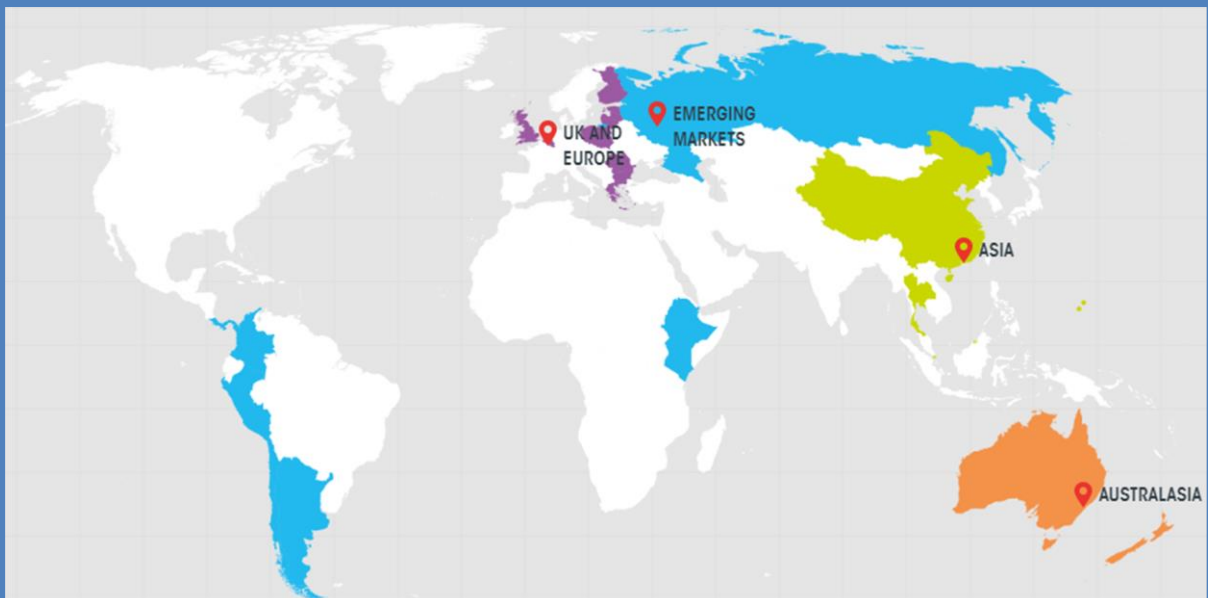 EMERGING
MARKETS
UK AND
EUROPE
ASIA
AUSTRALASIA